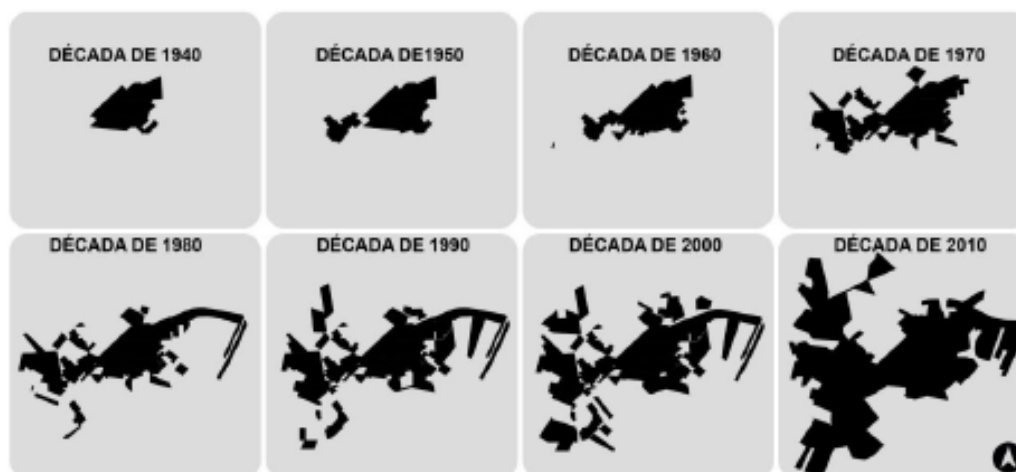 DÉCADA DE 1940
DÉCADA DE1950
DÉCADA DE 1960
DÉCADA DE 1970
DÉCADA DE 1980
DÉCADA DE 1990
DÉCADA DE 2000
DÉCADA DE 2010